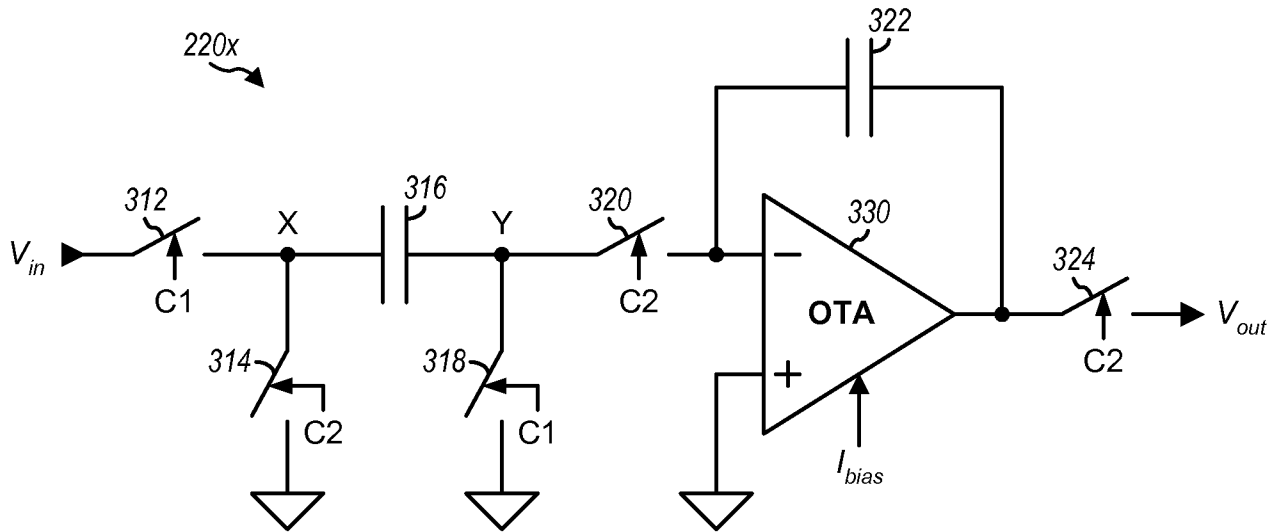 322
220x
312
316
320
330
X
Y
324
Vin
C1
C2
OTA
Vout
314
318
C2
C2
C1
Ibias